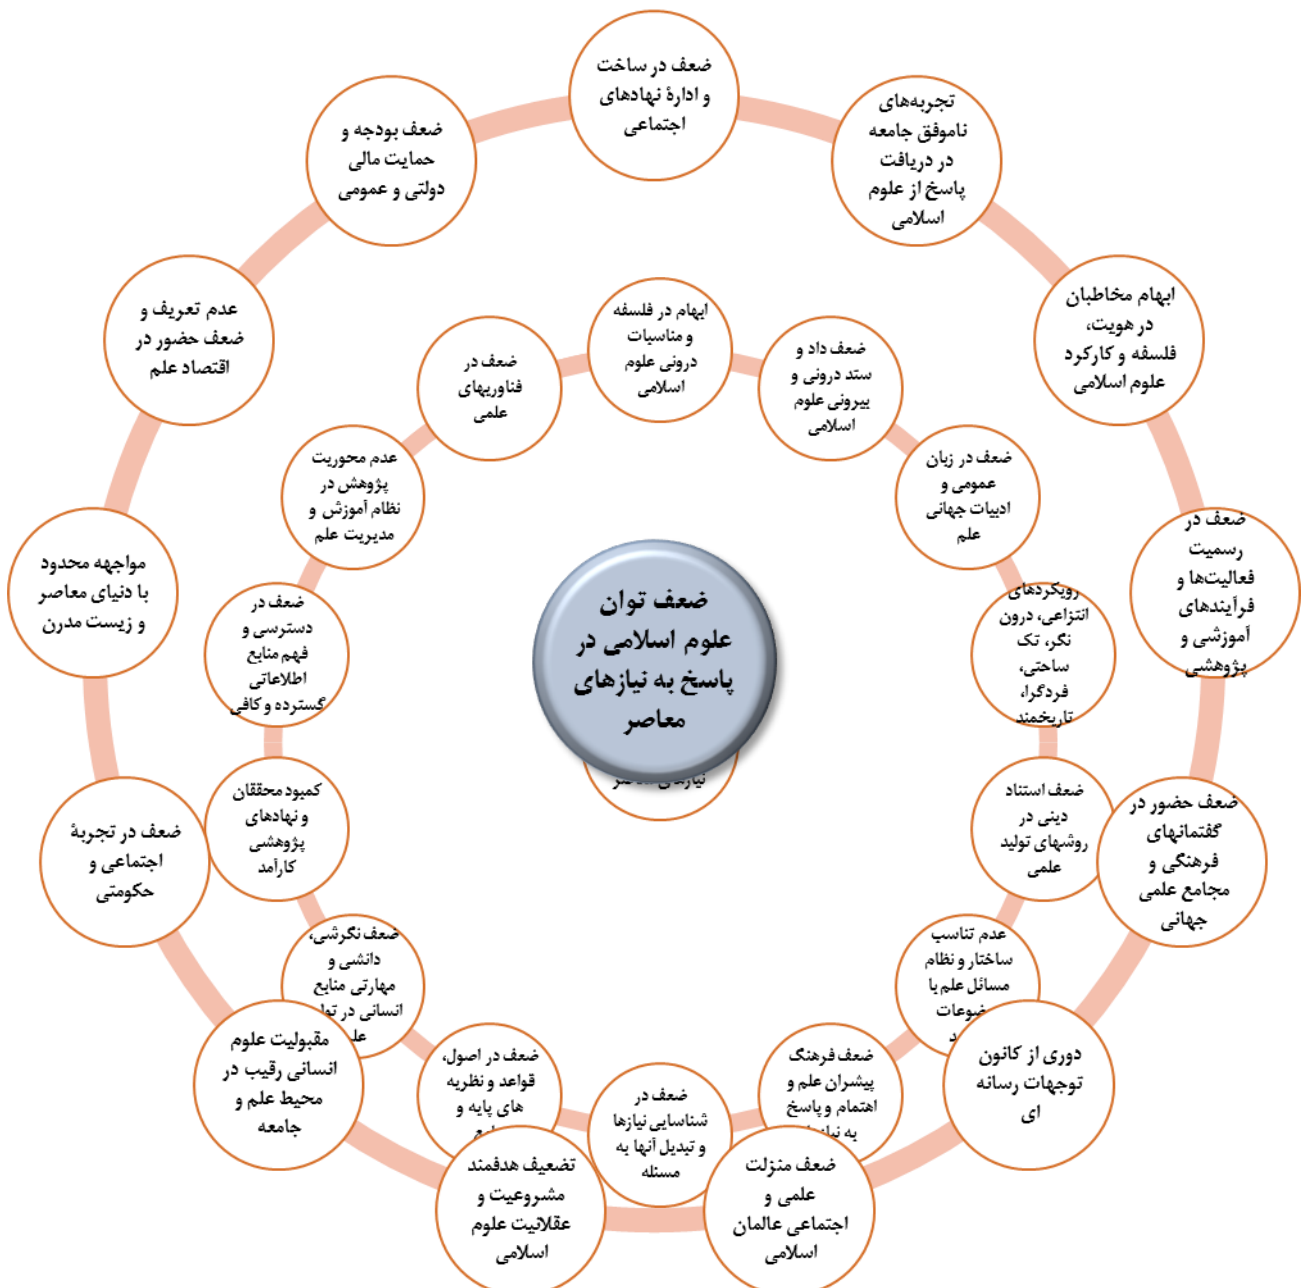 ضعف در ساخت
و ادارهٔ نهادهای
اجتماعی
تجربه‌های
ناموفق جامعه
در دریافت
پاسخ از علوم
اسلامی
ابهام مخاطبان
در هویت،
فلسفه و کارکرد
علوم اسلامی
ضعف در
رسمیت
فعالیت‌ها و
فرآیندهای
آموزشی و
پژوهشی
ضعف حضور در
گفتمانهای
فرهنگی و
مجامع علمی
جهانی
دوری از کانون
توجهات رسانه
ای
ضعف منزلت
علمی و
اجتماعی عالمان
اسلامی
تضعیف هدفمند
مشروعیت و
عقلانیت علوم
اسلامی
مقبولیت علوم
انسانی رقیب در
محیط علم و
جامعه
ضعف در تجربهٔ
اجتماعی و
حکومتی
مواجهه محدود
با دنیای معاصر
و زیست مدرن
عدم تعریف و
ضعف حضور در
اقتصاد علم
ضعف بودجه و
حمایت مالی
دولتی و عمومی
ابهام در فلسفه
و مناسبات
درونی علوم
اسلامی
ضعف داد و
ستد درونی و
بیرونی علوم
اسلامی
ضعف در زبان
عمومی و
ادبیات جهانی
علم
رویکردهای
انتزاعی، درون
نگر، تک
ساحتی،
فردگرا،
تاریخمند
ضعف استناد
دینی در
روشهای تولید
علمی
عدم تناسب
ساختار و نظام
مسائل علم با
ضعف فرهنگ
پیشران علم و
اهتمام و پاسخ
به
ضعف در
شناسایی نیازها
و تبدیل آنها به
مسئله
ضعف در اصول،
قواعد و نظریه
های پایه و
ضعف نگرشی،
دانشی و
مهارتی منابع
انسانی در
کمبود محققان
و نهادهای
پژوهشی
کارآمد
ضعف در
دسترسی و
فهم منابع
اطلاعاتی
گسترده و کافی
عدم محوریت
پژوهش در
نظام آموزش و
مدیریت علم
ضعف در
فناوریهای
علمی
ضعف توان
علوم اسلامی در
پاسخ به نیازهای
معاصر